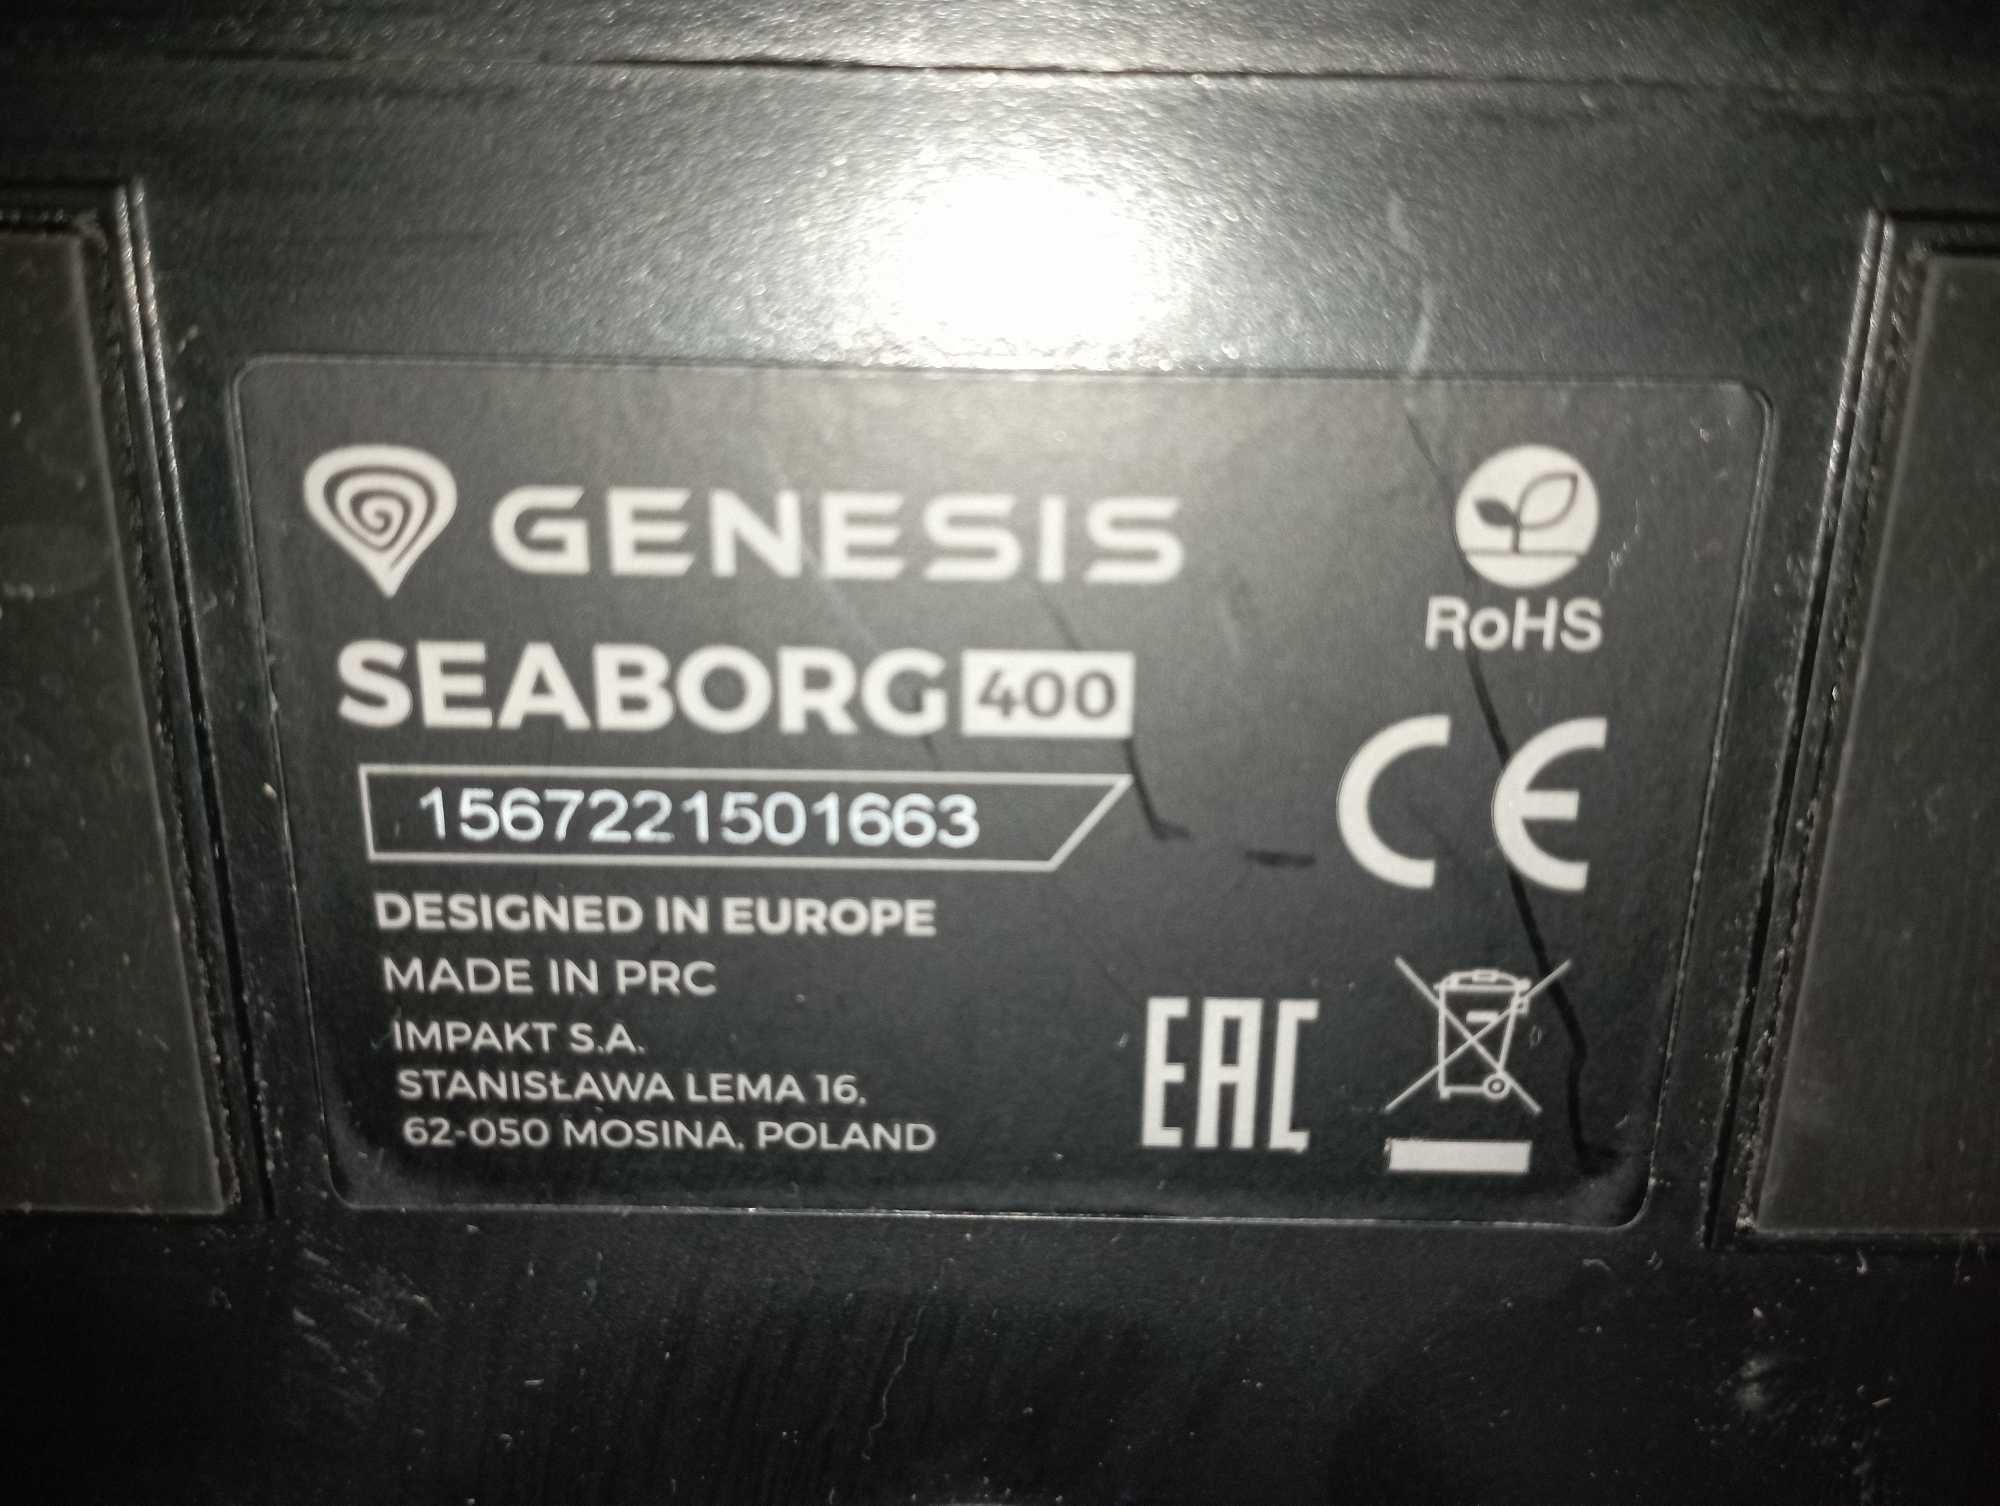 GENESIS
RoHS
SEABORG 400
1567221501663
CE
DESIGNED IN EUROPE
MADE IN PRC
IMPAKT S.A.
STANISŁAWA LEMA 16,
62-050 MOSINA, POLAND
EAC